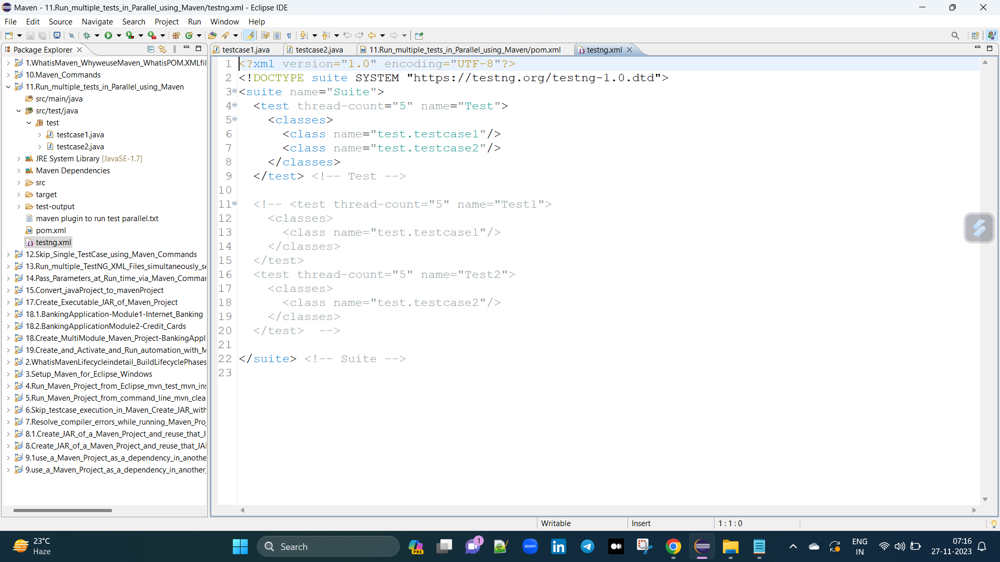 Maven - 11.Run_multiple_tests_in_Parallel_using_Maven/testng.xml - Eclipse IDE
File Edit Source Navigate Search Project Run Window Help
Package Explorer
1.WhatisMaven_WhyweuseMaven_WhatisPOM.XMLfil
10.Maven_Commands
11.Run_multiple_tests_in_Parallel_using_Maven
src/main/java
src/test/java
test
testcase1.java
testcase2.java
JRE System Library [JavaSE-1.7]
Maven Dependencies
src
target
test-output
maven plugin to run test parallel.txt
pom.xml
testng.xml
12.Skip_Single_TestCase_using_Maven_Commands
13.Run_multiple_TestNG_XML_Files_simultaneously_se
14.Pass_Parameters_at_Run_time_via_Maven_Commar
15.Convert_javaProject_to_mavenProject
17.Create_Executable_JAR_of_Maven_Project
18.1.BankingApplication-Module1-Internet_Banking
18.2.BankingApplicationModule2-Credit_Cards
18.Create_MultiModule_Maven_Project-BankingAppl
19.Create_and_Activate_and_Run_automation_with_M
2.WhatisMavenLifecycleindetail_BuildLifecyclePhases
3.Setup_Maven_for_Eclipse_Windows
4.Run_Maven_Project_from_Eclipse_mvn_test_mvn_ins
5.Run_Maven_Project_from_command_line_mvn_clea
6.Skip_testcase_execution_in_Maven_Create_JAR_with
7.Resolve_compiler_errors_while_running_Maven_Pro
8.1.Create_JAR_of_a_Maven_Project_and_reuse_that_J
8.Create_JAR_of_a_Maven_Project_and_reuse_that_JAI
9.1use_a_Maven_Project_as_a_dependency_in_anothe
9.use_a_Maven_Project_as_a_dependency_in_another_
testcase1.java testcase2.java 11.Run_multiple_tests_in_Parallel_using_Maven/pom.xml testng.xml
1 <?xml version="1.0" encoding="UTF-8"?>
2 <!DOCTYPE suite SYSTEM "https://testng.org/testng-1.0.dtd">
3 <suite name="Suite">
4 <test thread-count="5" name="Test">
5 <classes>
6 <class name="test.testcase1"/>
7 <class name="test.testcase2"/>
8 </classes>
9 </test> <!-- Test -->
10
11 <!-- <test thread-count="5" name="Test1">
12 <classes>
13 <class name="test.testcase1"/>
14 </classes>
15 </test>
16 <test thread-count="5" name="Test2">
17 <classes>
18 <class name="test.testcase2"/>
19 </classes>
20 </test> -->
21
22 </suite> <!-- Suite -->
23
Writable Insert 1 : 1 : 0
23°C
Haze
Search
PRE
1
zoom
in
ENG
IN
07:16
27-11-2023